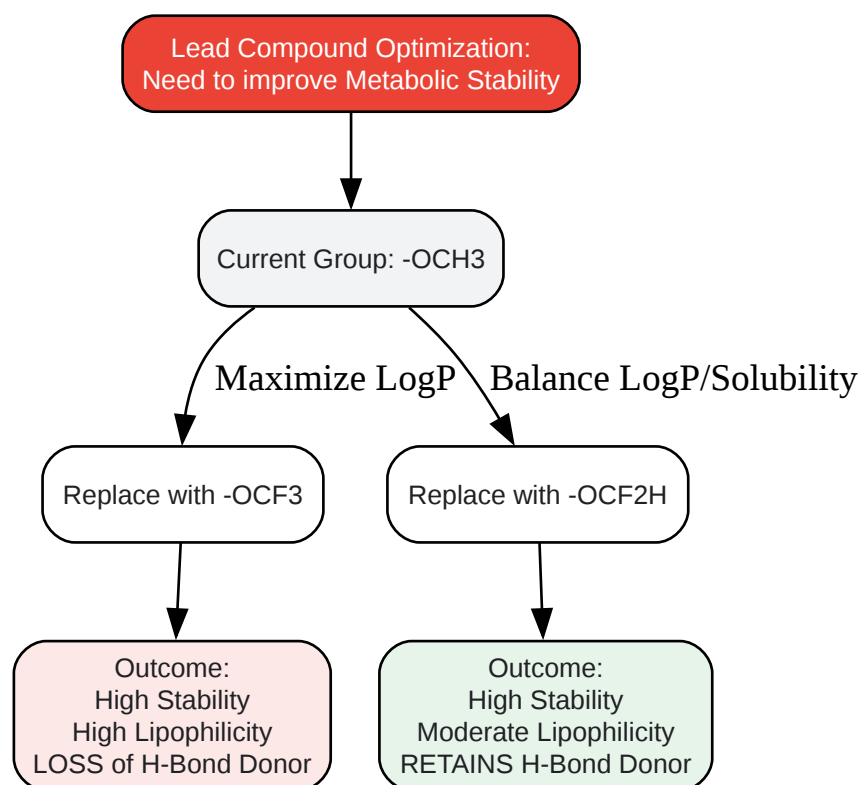 Lead Compound Optimization:
Need to improve Metabolic Stability
Current Group: -OCH3
Maximize LogP
Balance LogP/Solubility
Replace with -OCF3
Replace with -OCF2H
Outcome:
High Stability
High Lipophilicity
LOSS of H-Bond Donor
Outcome:
High Stability
Moderate Lipophilicity
RETAINS H-Bond Donor